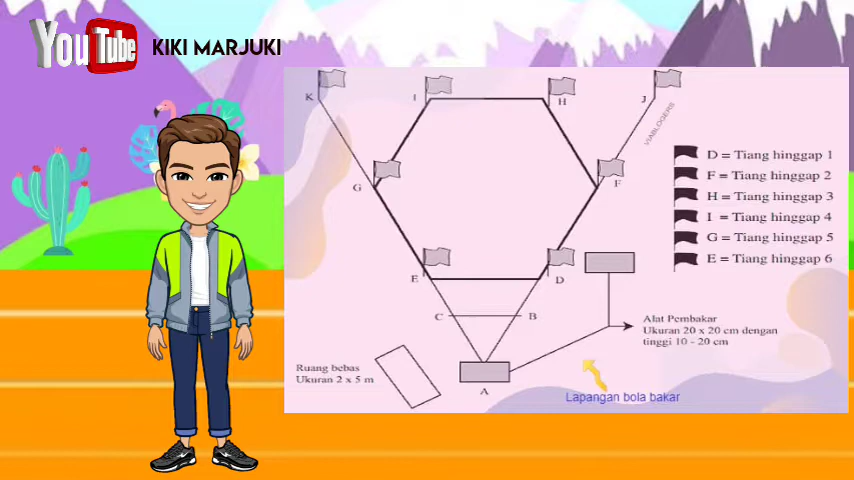 YouTube KIKI MARJUKI
K I H J
VIABLOGERS
G F
D = Tiang hinggap 1
F = Tiang hinggap 2
H = Tiang hinggap 3
I = Tiang hinggap 4
G = Tiang hinggap 5
E = Tiang hinggap 6
E D
C B
Alat Pembakar
Ukuran 20 x 20 cm dengan
tinggi 10 - 20 cm
Ruang bebas
Ukuran 2 x 5 m
A
Lapangan bola bakar